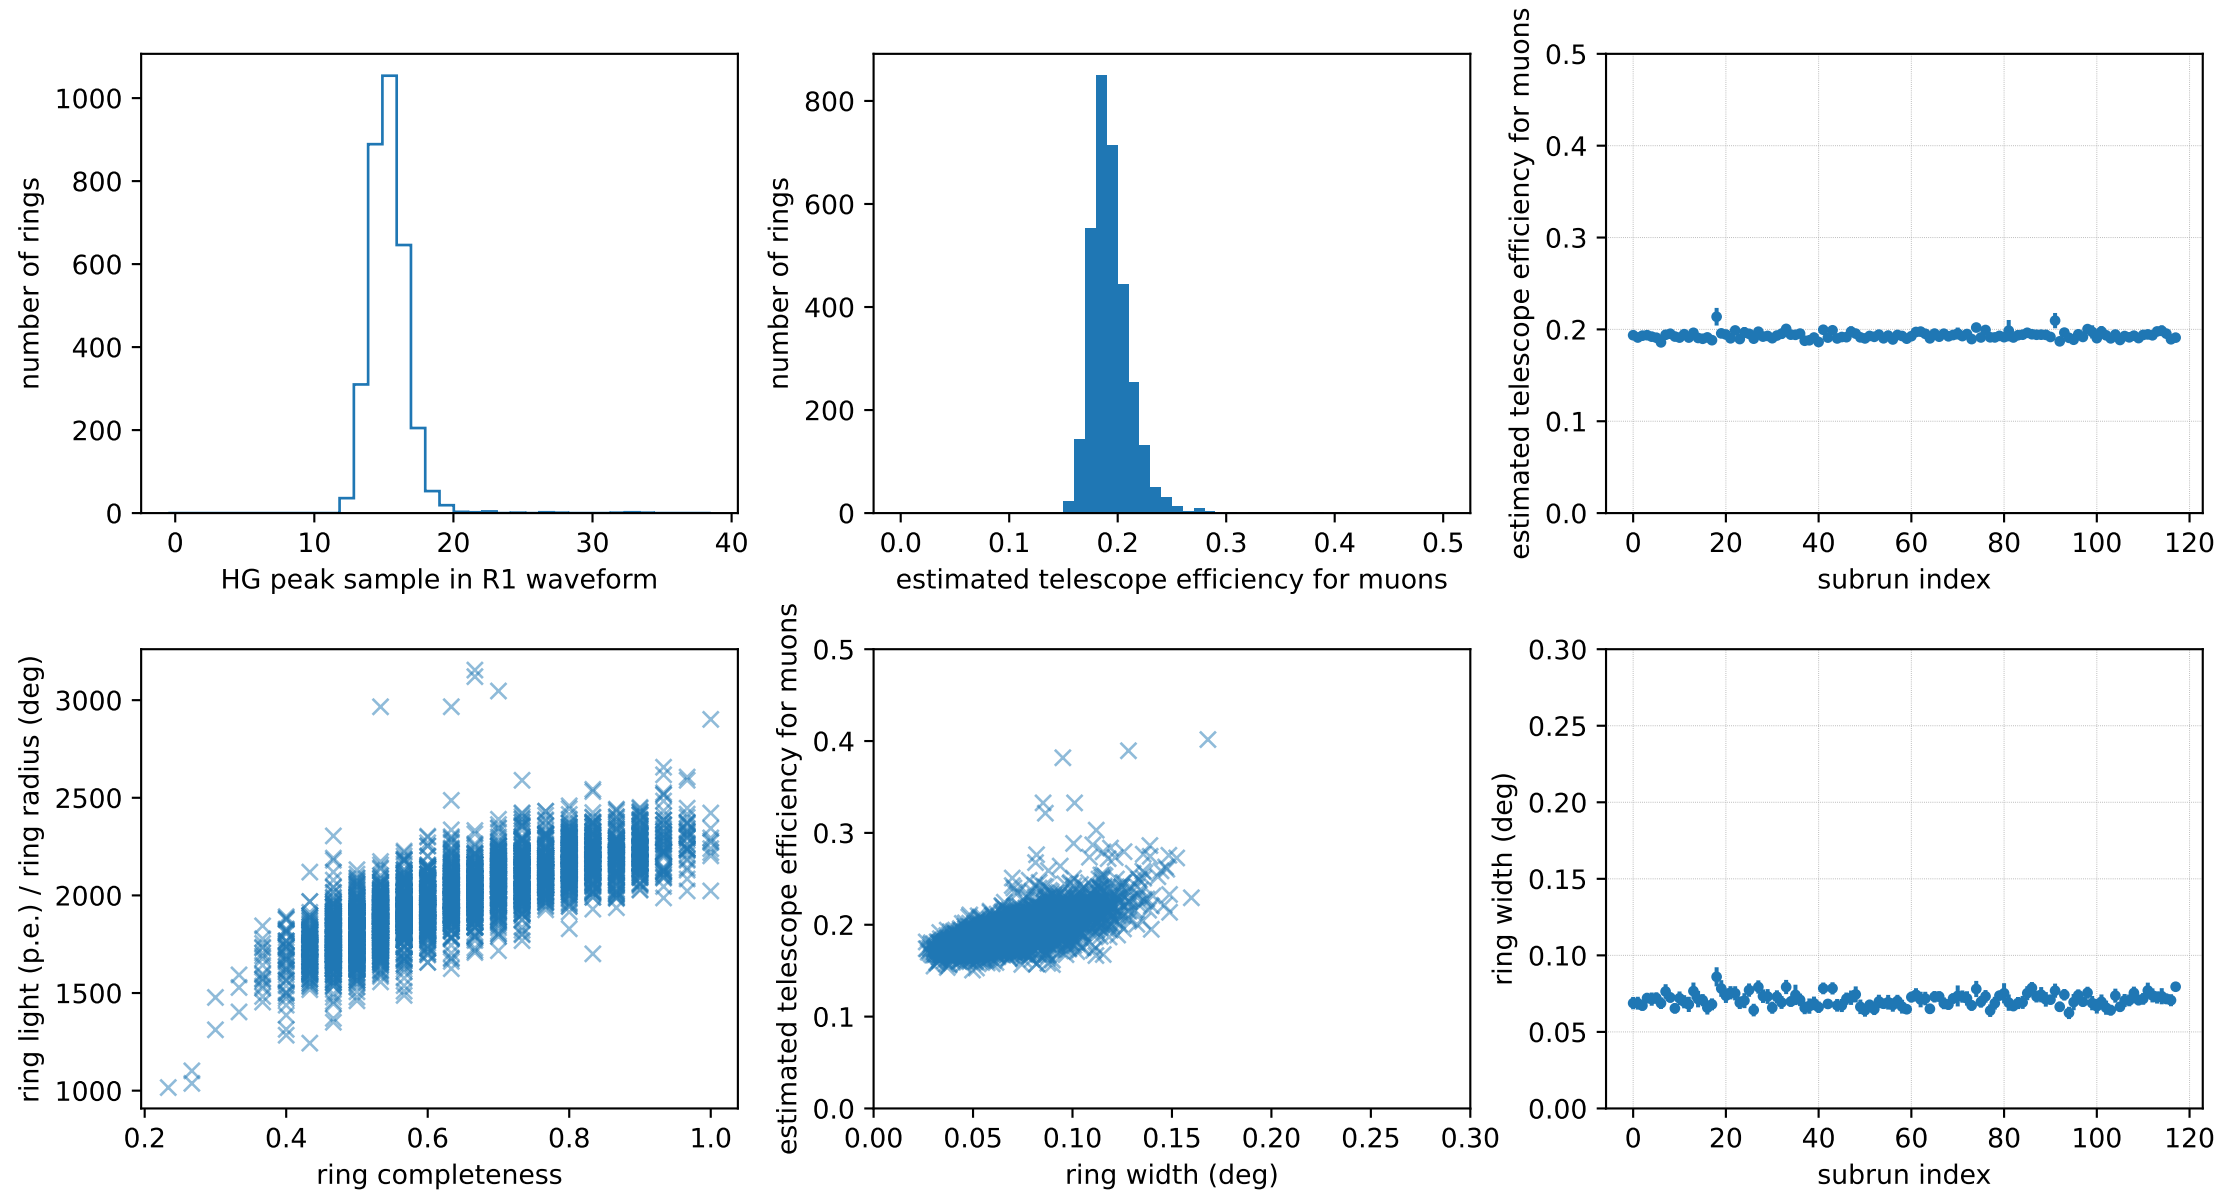 number of rings
1000
800
600
400
200
0
0 10 20 30 40
HG peak sample in R1 waveform
number of rings
800
600
400
200
0
0.0 0.1 0.2 0.3 0.4 0.5
estimated telescope efficiency for muons
estimated telescope efficiency for muons
0.5
0.4
0.3
0.2
0.1
0.0
0 20 40 60 80 100 120
subrun index
ring light (p.e.) / ring radius (deg)
3000
2500
2000
1500
1000
0.2 0.4 0.6 0.8 1.0
ring completeness
estimated telescope efficiency for muons
0.5
0.4
0.3
0.2
0.1
0.0
0.00 0.05 0.10 0.15 0.20 0.25 0.30
ring width (deg)
ring width (deg)
0.30
0.25
0.20
0.15
0.10
0.05
0.00
0 20 40 60 80 100 120
subrun index